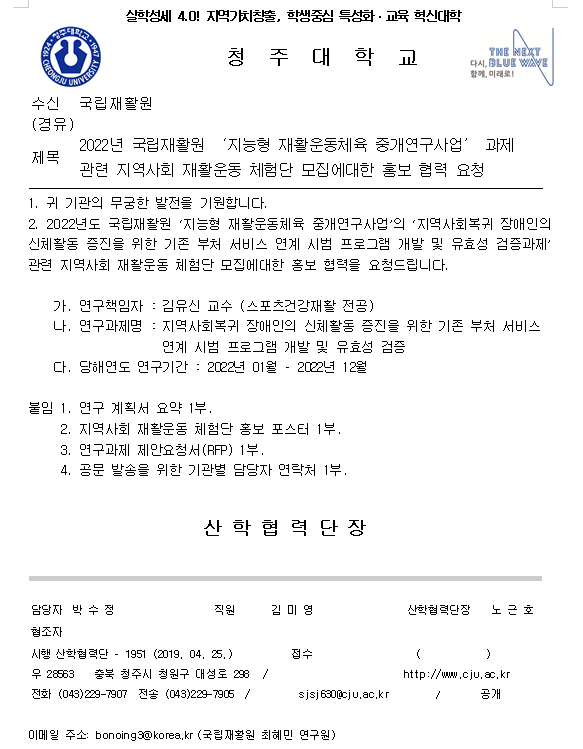 실학성세 4.0! 지역가치창출, 학생중심 특성화·교육 혁신대학
청주대학교
1924 · 청주대학교 · 1947
CHEONGJU UNIVERSITY
다시, THE NEXT
함께, 미래로! BLUE WAVE
수신 국립재활원
(경유)
제목 2022년 국립재활원 ‘지능형 재활운동체육 중개연구사업’ 과제
관련 지역사회 재활운동 체험단 모집에대한 홍보 협력 요청
1. 귀 기관의 무궁한 발전을 기원합니다.
2. 2022년도 국립재활원 ‘지능형 재활운동체육 중개연구사업’의 ‘지역사회복귀 장애인의
신체활동 증진을 위한 기존 부처 서비스 연계 시범 프로그램 개발 및 유효성 검증과제’
관련 지역사회 재활운동 체험단 모집에대한 홍보 협력을 요청드립니다.
가. 연구책임자 : 김유신 교수 (스포츠건강재활 전공)
나. 연구과제명 : 지역사회복귀 장애인의 신체활동 증진을 위한 기존 부처 서비스
연계 시범 프로그램 개발 및 유효성 검증
다. 당해연도 연구기간 : 2022년 01월 - 2022년 12월
붙임 1. 연구 계획서 요약 1부.
2. 지역사회 재활운동 체험단 홍보 포스터 1부.
3. 연구과제 제안요청서(RFP) 1부.
4. 공문 발송을 위한 기관별 담당자 연락처 1부.
산학협력단장
담당자 박수정 직원 김미영 산학협력단장 노근호
협조자
시행 산학협력단 - 1951 (2019. 04. 25.) 접수 ( )
우 28563 충북 청주시 청원구 대성로 298 / http://www.cju.ac.kr
전화 (043)229-7907 전송 (043)229-7905 / sjsj630@cju.ac.kr / 공개
이메일 주소: bonoing3@korea.kr (국립재활원 최혜민 연구원)